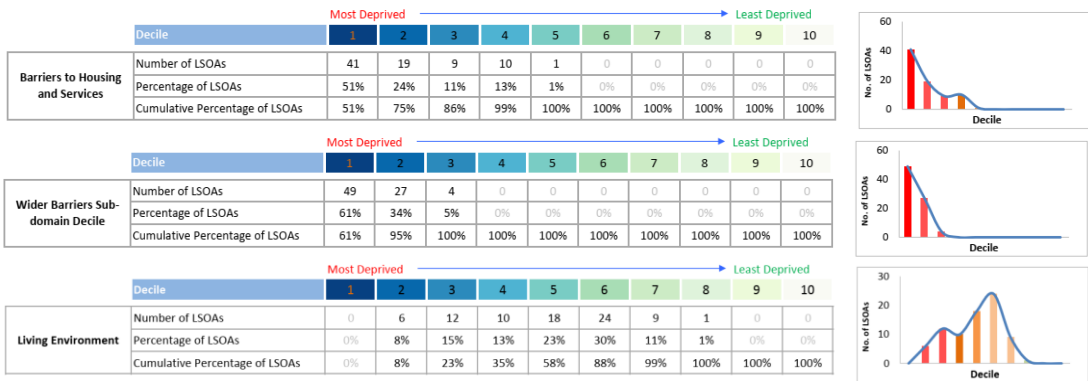 Most Deprived Least Deprived
Decile 1 2 3 4 5 6 7 8 9 10
Barriers to Housing and Services
Number of LSOAs 41 19 9 10 1 0 0 0 0 0
Percentage of LSOAs 51% 24% 11% 13% 1% 0% 0% 0% 0% 0%
Cumulative Percentage of LSOAs 51% 75% 86% 99% 100% 100% 100% 100% 100% 100%
60
40
20
0
No. of LSOAs
Decile
Most Deprived Least Deprived
Decile 1 2 3 4 5 6 7 8 9 10
Wider Barriers Sub-
domain Decile
Number of LSOAs 49 27 4 0 0 0 0 0 0 0
Percentage of LSOAs 61% 34% 5% 0% 0% 0% 0% 0% 0% 0%
Cumulative Percentage of LSOAs 61% 95% 100% 100% 100% 100% 100% 100% 100% 100%
60
40
20
0
No. of LSOAs
Decile
Most Deprived Least Deprived
Decile 1 2 3 4 5 6 7 8 9 10
Living Environment
Number of LSOAs 0 6 12 10 18 24 9 1 0 0
Percentage of LSOAs 0% 8% 15% 13% 23% 30% 11% 1% 0% 0%
Cumulative Percentage of LSOAs 0% 8% 23% 35% 58% 88% 99% 100% 100% 100%
30
20
10
0
No. of LSOAs
Decile